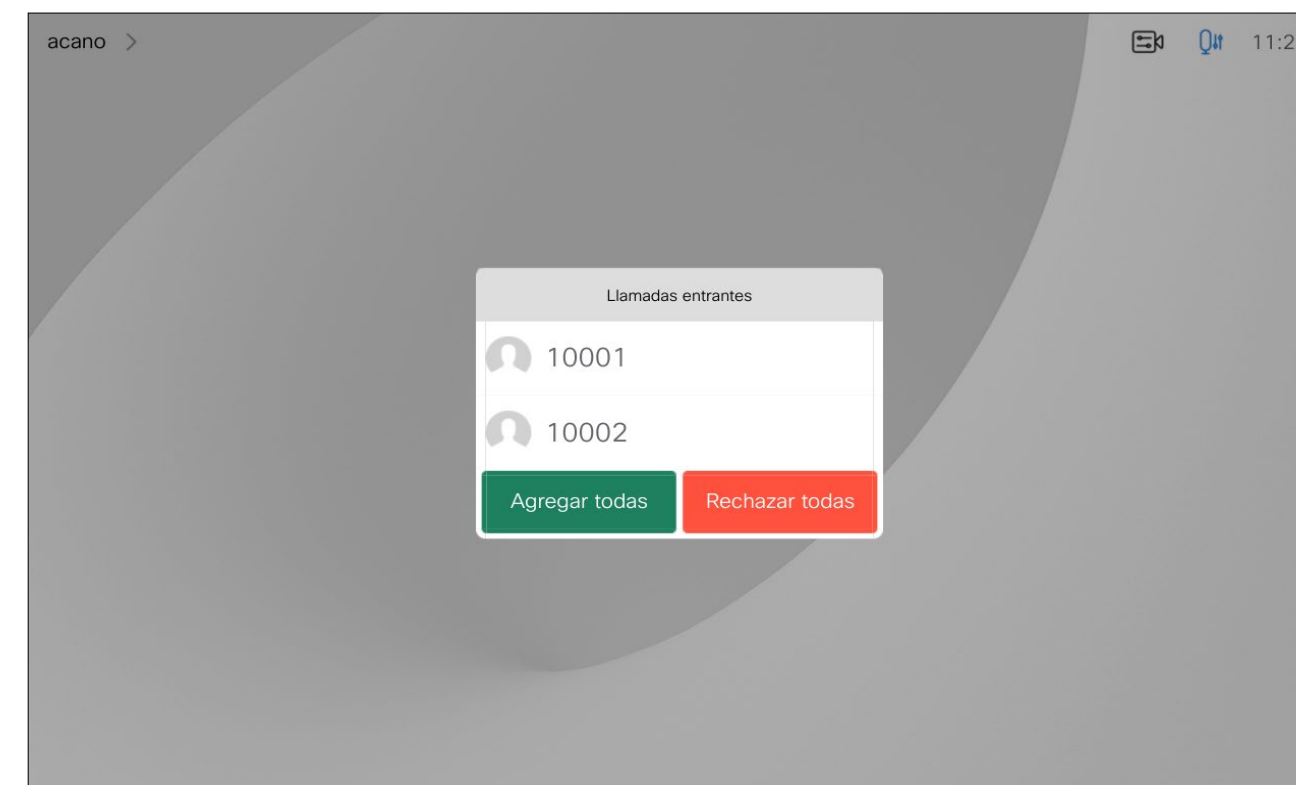 acano
11:2
Llamadas entrantes
10001
10002
Agregar todas Rechazar todas